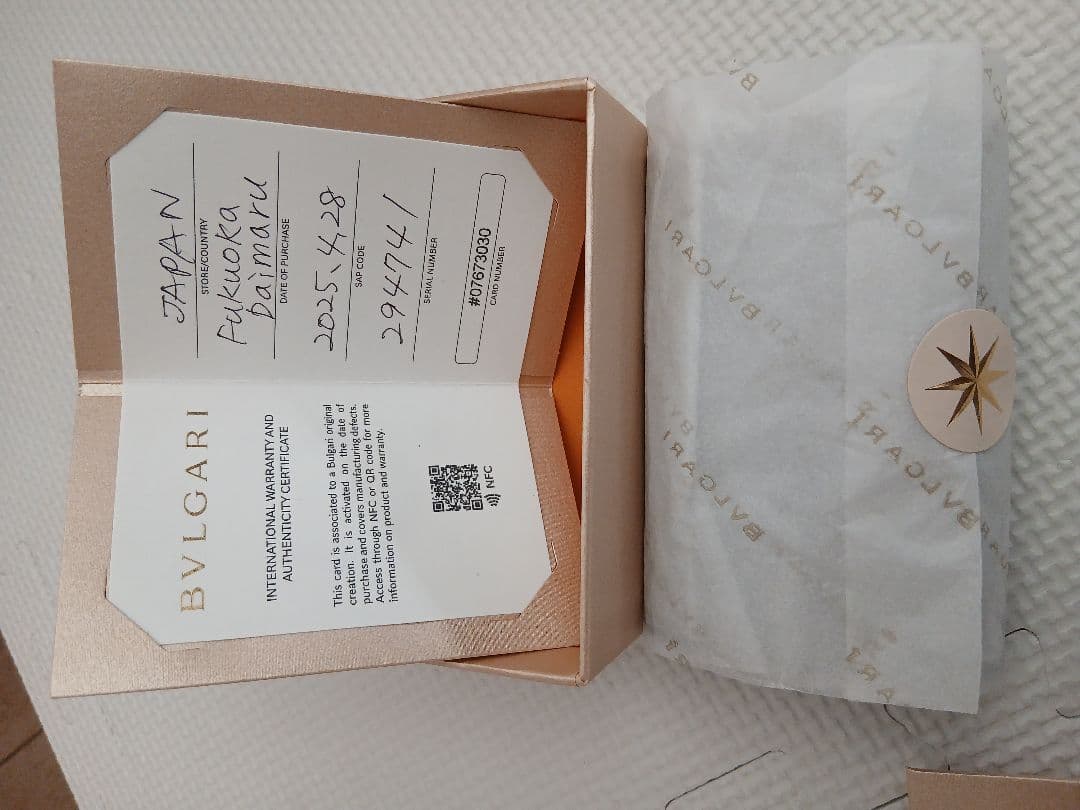 BVLGARI
INTERNATIONAL WARRANTY AND
AUTHENTICITY CERTIFICATE
This card is associated to a Bulgari original
creation. It is activated on the date of
purchase and covers manufacturing defects.
Access through NFC or QR code for more
information on product and warranty.
NFC
JAPAN
STORE/COUNTRY
Fukuoka
Daimaru
DATE OF PURCHASE
2025、4,28
SAP CODE
294741
SERIAL NUMBER
#07673030
CARD NUMBER
BVLGARI
BVLGARI
BVLGARI
BVLGARI